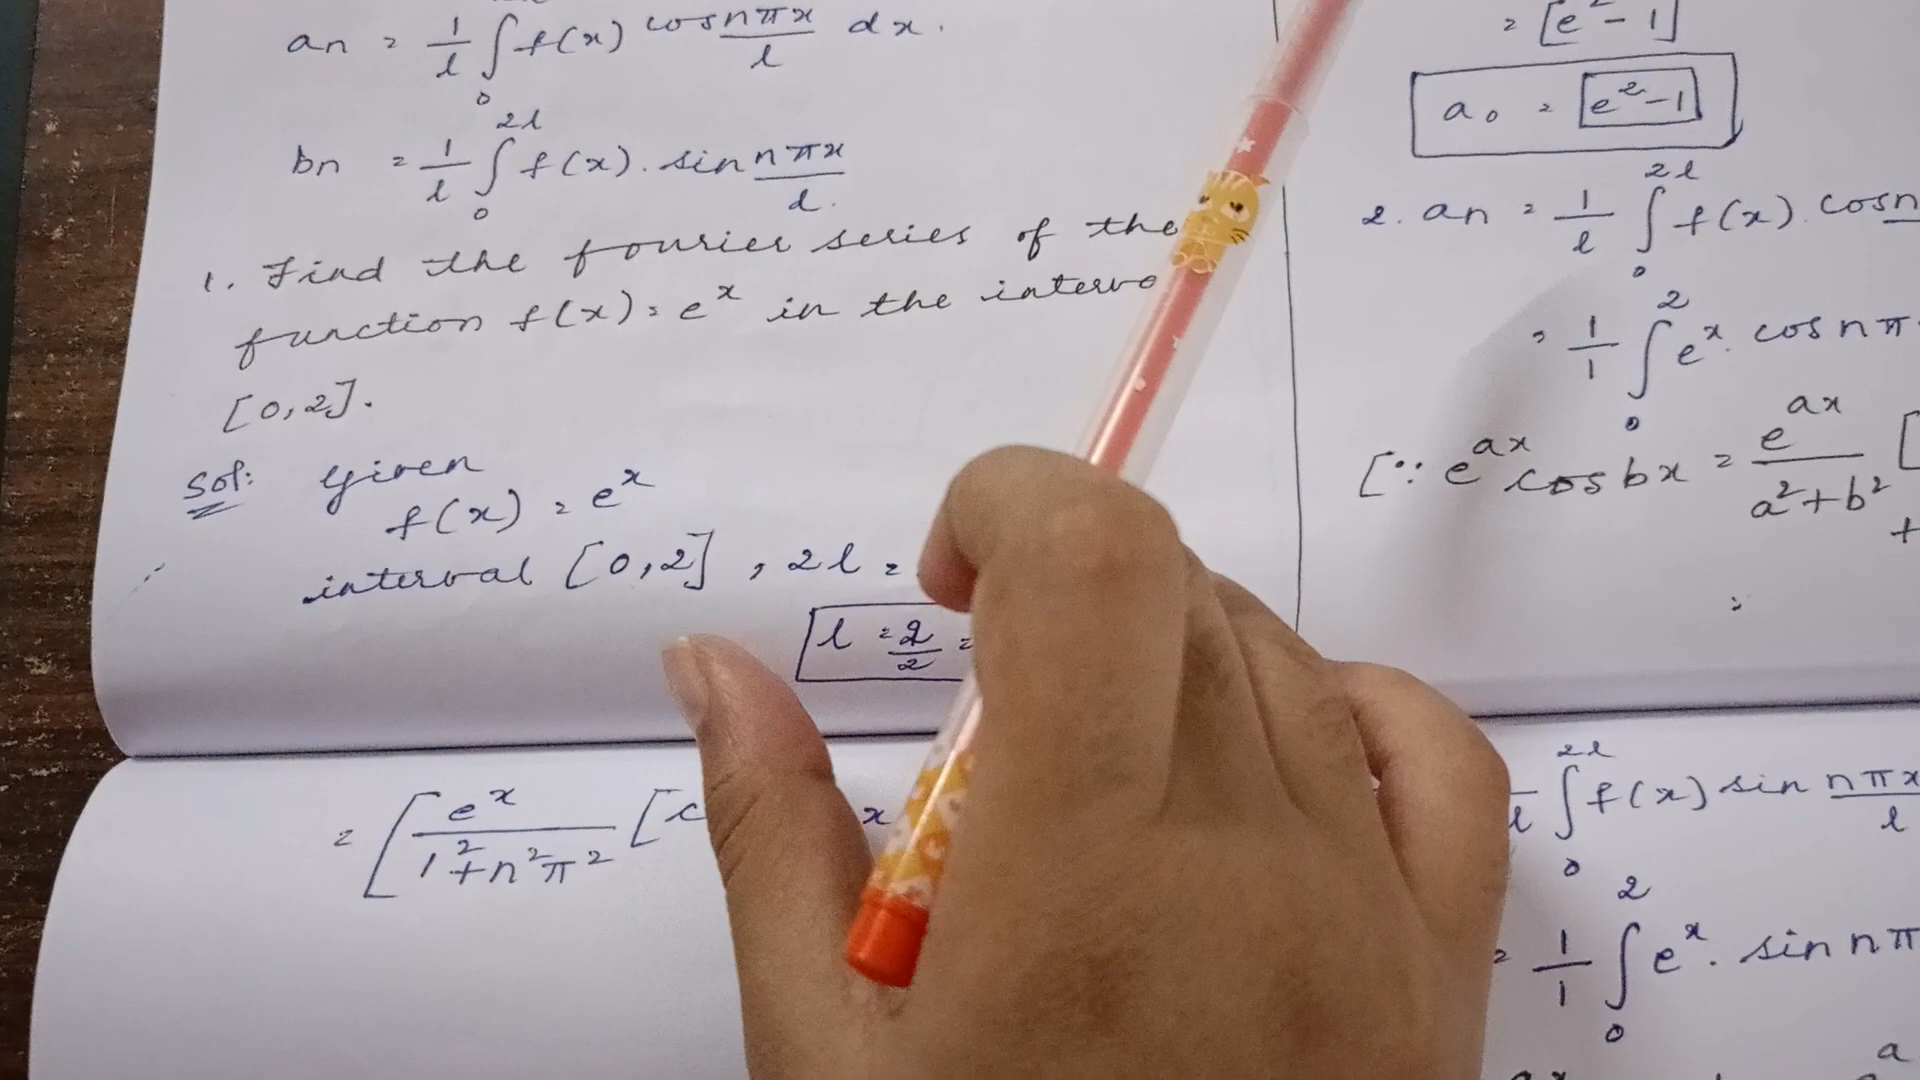 an = 1/l ∫ f(x) cos nπx/l dx.
0
2l
bn = 1/l ∫ f(x). sin nπx/l.
0
1. Find the fourier series of the
function f(x) = e^x in the
[0,2].
Sol: Given
f(x) = e^x
interval [0,2], 2l =
l = 2/2 =
= [e^x/1^2+n^2π^2 [c
x
= [e^2 - 1]
a0 = e^2-1
2l
2. an = 1/l ∫ f(x). cos
0
2
= 1/1 ∫ e^x. cos nπ
0
[∵ e^ax cos bx = e^ax/a^2+b^2 [
+
=
2l
∫ f(x) sin nπx/l
0
2
= 1/1 ∫ e^x. sin nπ
0
a